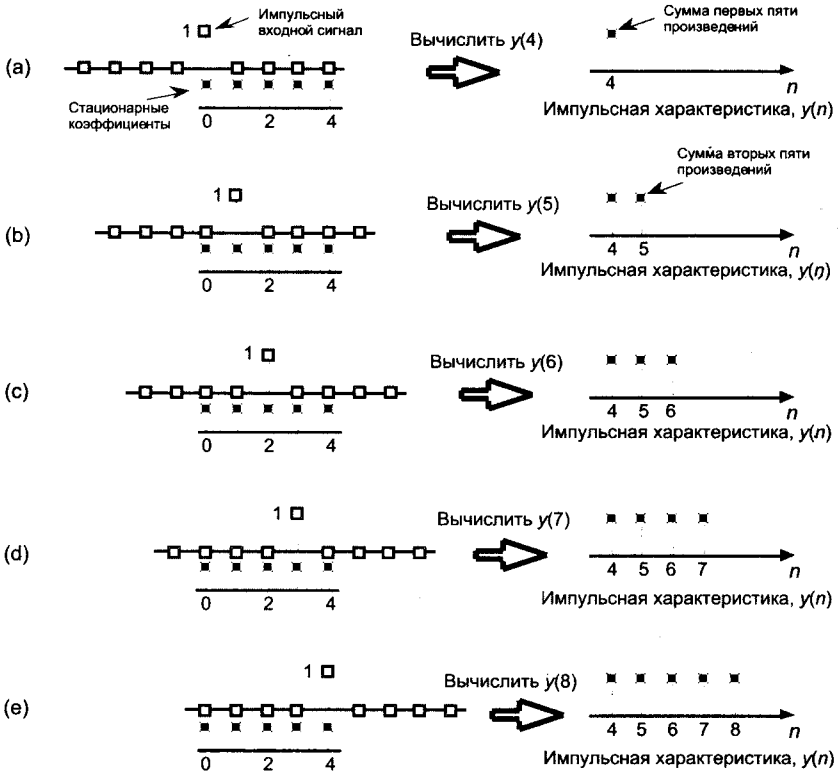 1 Импульсный
входной сигнал
(a)
Стационарные
коэффициенты
0 2 4
Вычислить y(4)
Сумма первых пяти
произведений
4 n
Импульсная характеристика, y(n)
1
(b)
0 2 4
Вычислить y(5)
Сумма вторых пяти
произведений
4 5 n
Импульсная характеристика, y(n)
1
(c)
0 2 4
Вычислить y(6)
4 5 6 n
Импульсная характеристика, y(n)
1
(d)
0 2 4
Вычислить y(7)
4 5 6 7 n
Импульсная характеристика, y(n)
1
(e)
0 2 4
Вычислить y(8)
4 5 6 7 8 n
Импульсная характеристика, y(n)